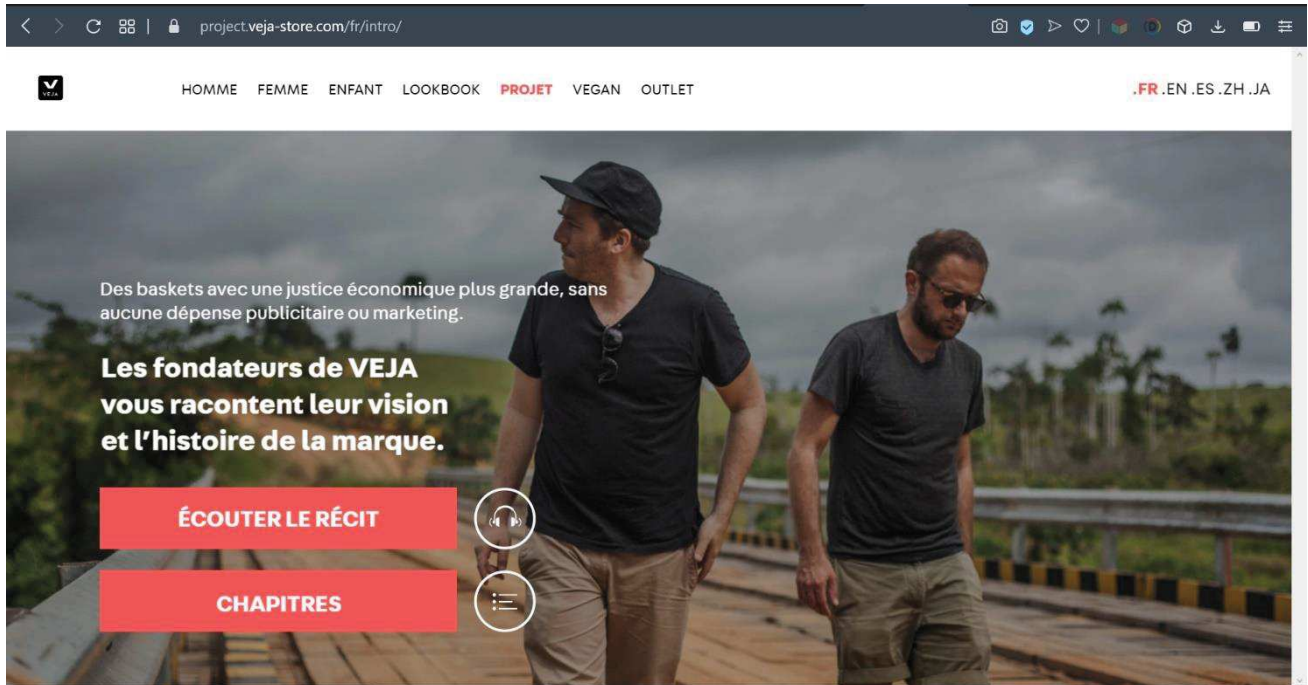 project.veja-store.com/fr/intro/
VEJA
HOMME FEMME ENFANT LOOKBOOK PROJET VEGAN OUTLET
.FR .EN .ES .ZH .JA
Des baskets avec une justice économique plus grande, sans
aucune dépense publicitaire ou marketing.
Les fondateurs de VEJA
vous racontent leur vision
et l’histoire de la marque.
ÉCOUTER LE RÉCIT
CHAPITRES